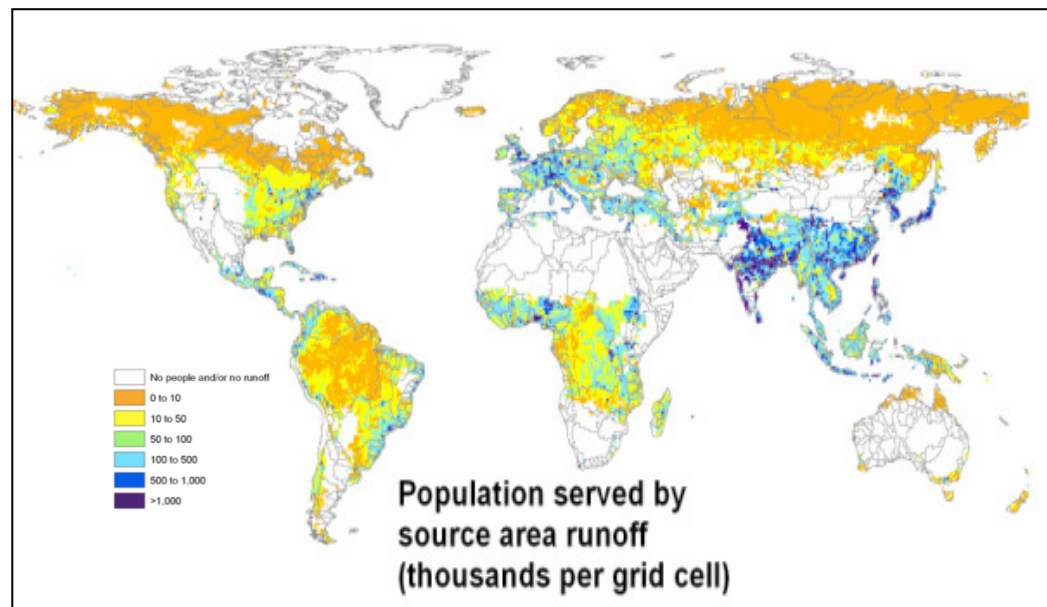 No people and/or no runoff
0 to 10
10 to 50
50 to 100
100 to 500
500 to 1,000
>1,000
Population served by
source area runoff
(thousands per grid cell)